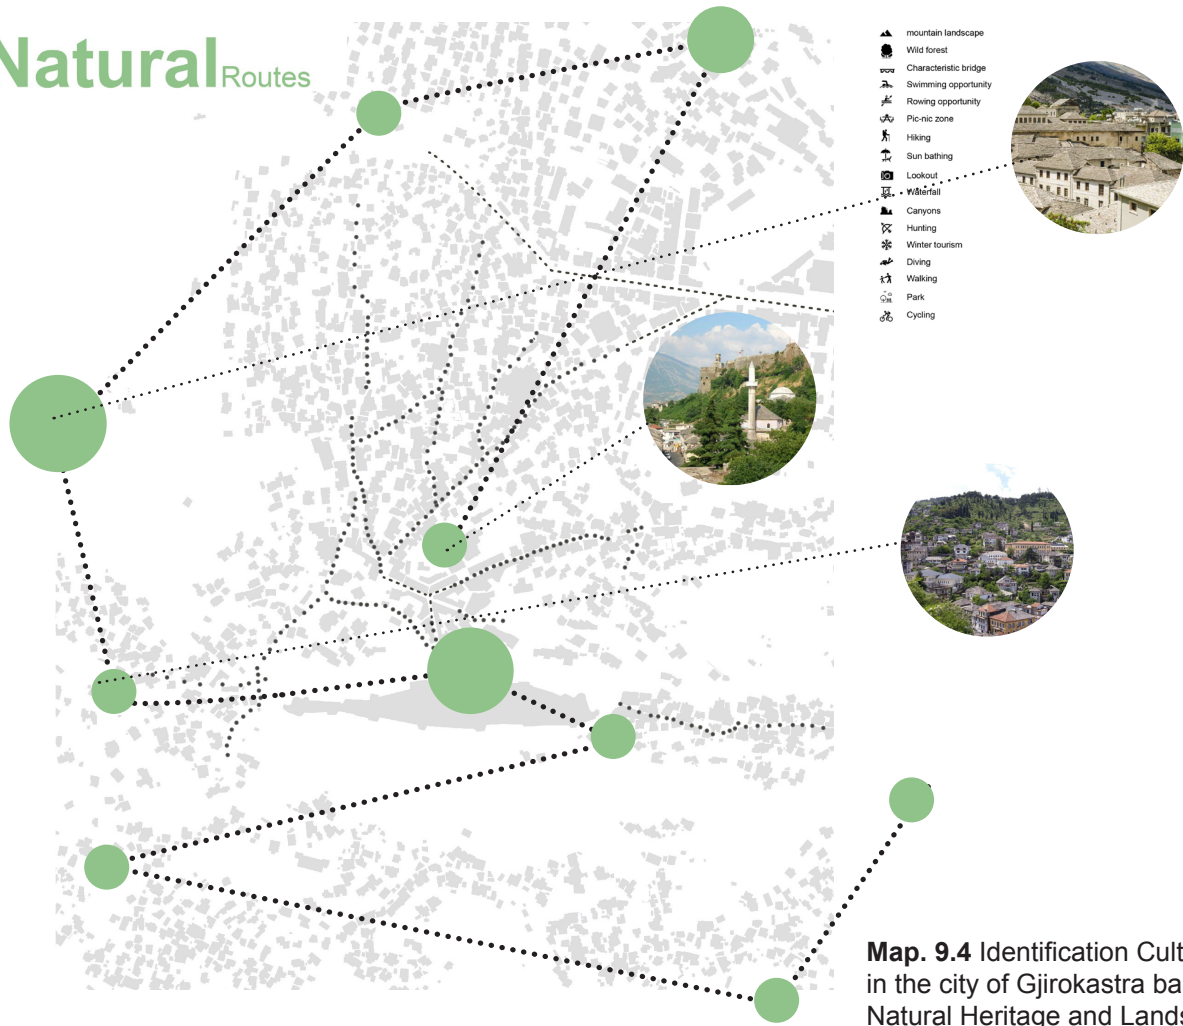 Natural Routes
mountain landscape
Wild forest
Characteristic bridge
Swimming opportunity
Rowing opportunity
Pic-nic zone
Hiking
Sun bathing
Lookout
Waterfall
Canyons
Hunting
Winter tourism
Diving
Walking
Park
Cycling
Map. 9.4 Identification Cult
in the city of Gjirokastra ba
Natural Heritage and Lands